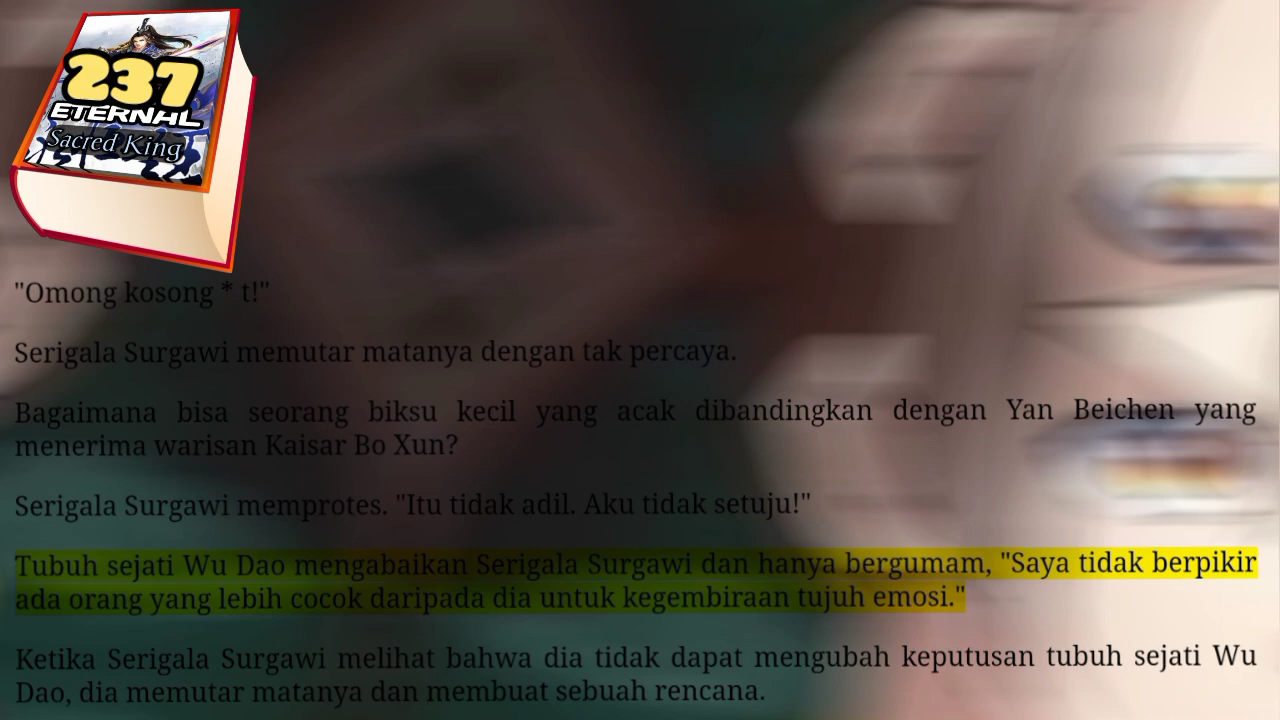 237
ETERNAL
Sacred King
"Omong kosong * t!"
Serigala Surgawi memutar matanya dengan tak percaya.
Bagaimana bisa seorang biksu kecil yang acak dibandingkan dengan Yan Beichen yang
menerima warisan Kaisar Bo Xun?
Serigala Surgawi memprotes. "Itu tidak adil. Aku tidak setuju!"
Tubuh sejati Wu Dao mengabaikan Serigala Surgawi dan hanya bergumam, "Saya tidak berpikir
ada orang yang lebih cocok daripada dia untuk kegembiraan tujuh emosi."
Ketika Serigala Surgawi melihat bahwa dia tidak dapat mengubah keputusan tubuh sejati Wu
Dao, dia memutar matanya dan membuat sebuah rencana.